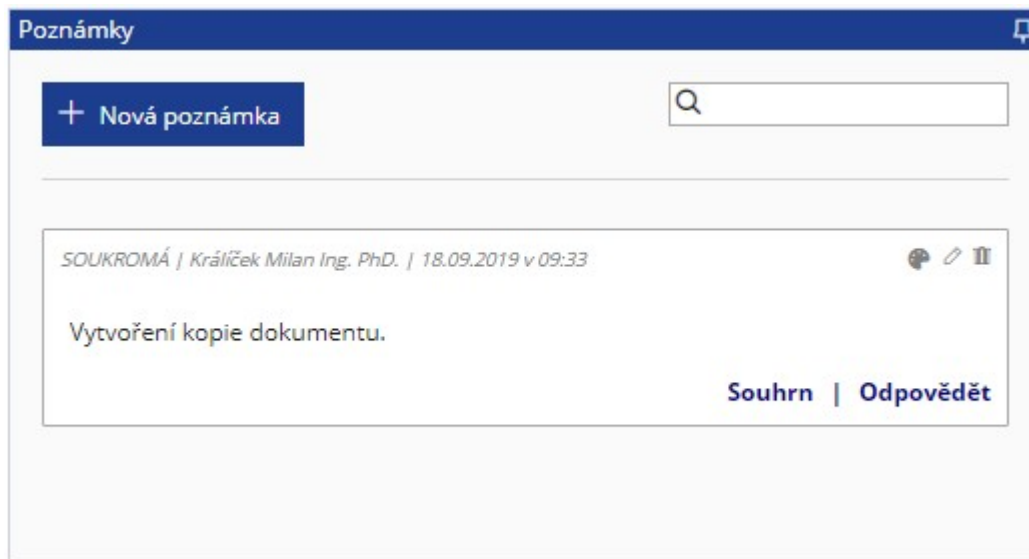 Poznámky
+ Nová poznámka
SOUKROMÁ | Králíček Milan Ing. PhD. | 18.09.2019 v 09:33
Vytvoření kopie dokumentu.
Souhrn | Odpovědět